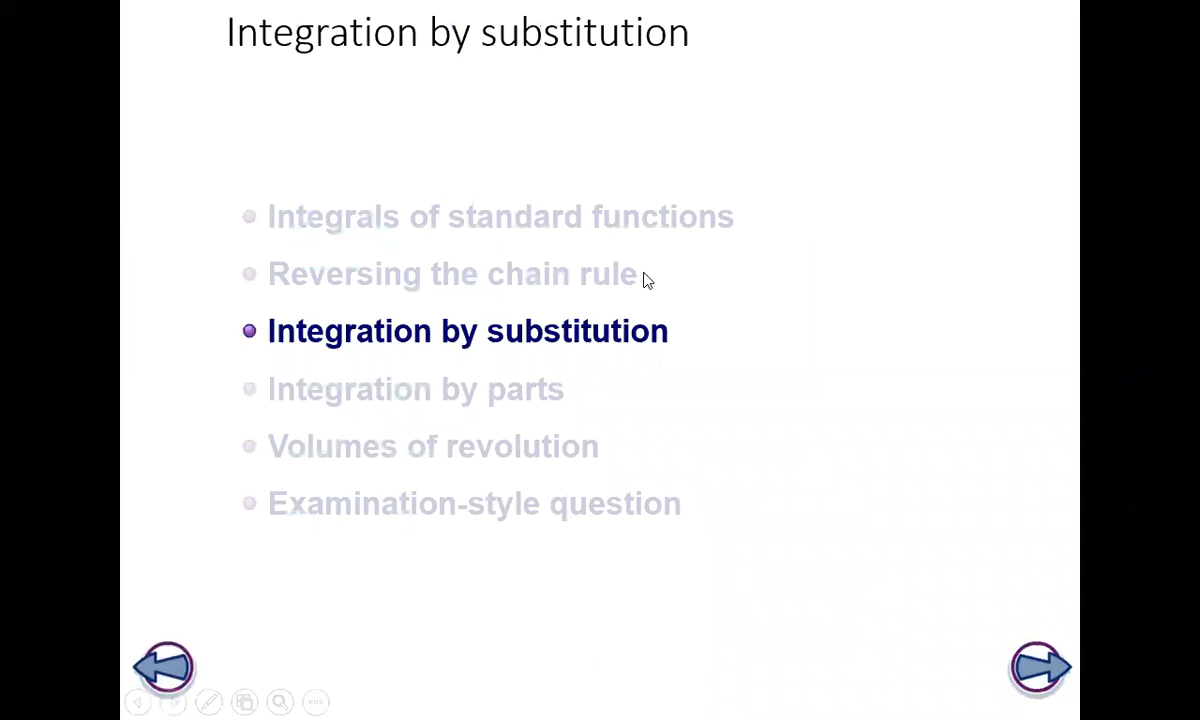 Integration by substitution
Integrals of standard functions
Reversing the chain rule
Integration by substitution
Integration by parts
Volumes of revolution
Examination-style question